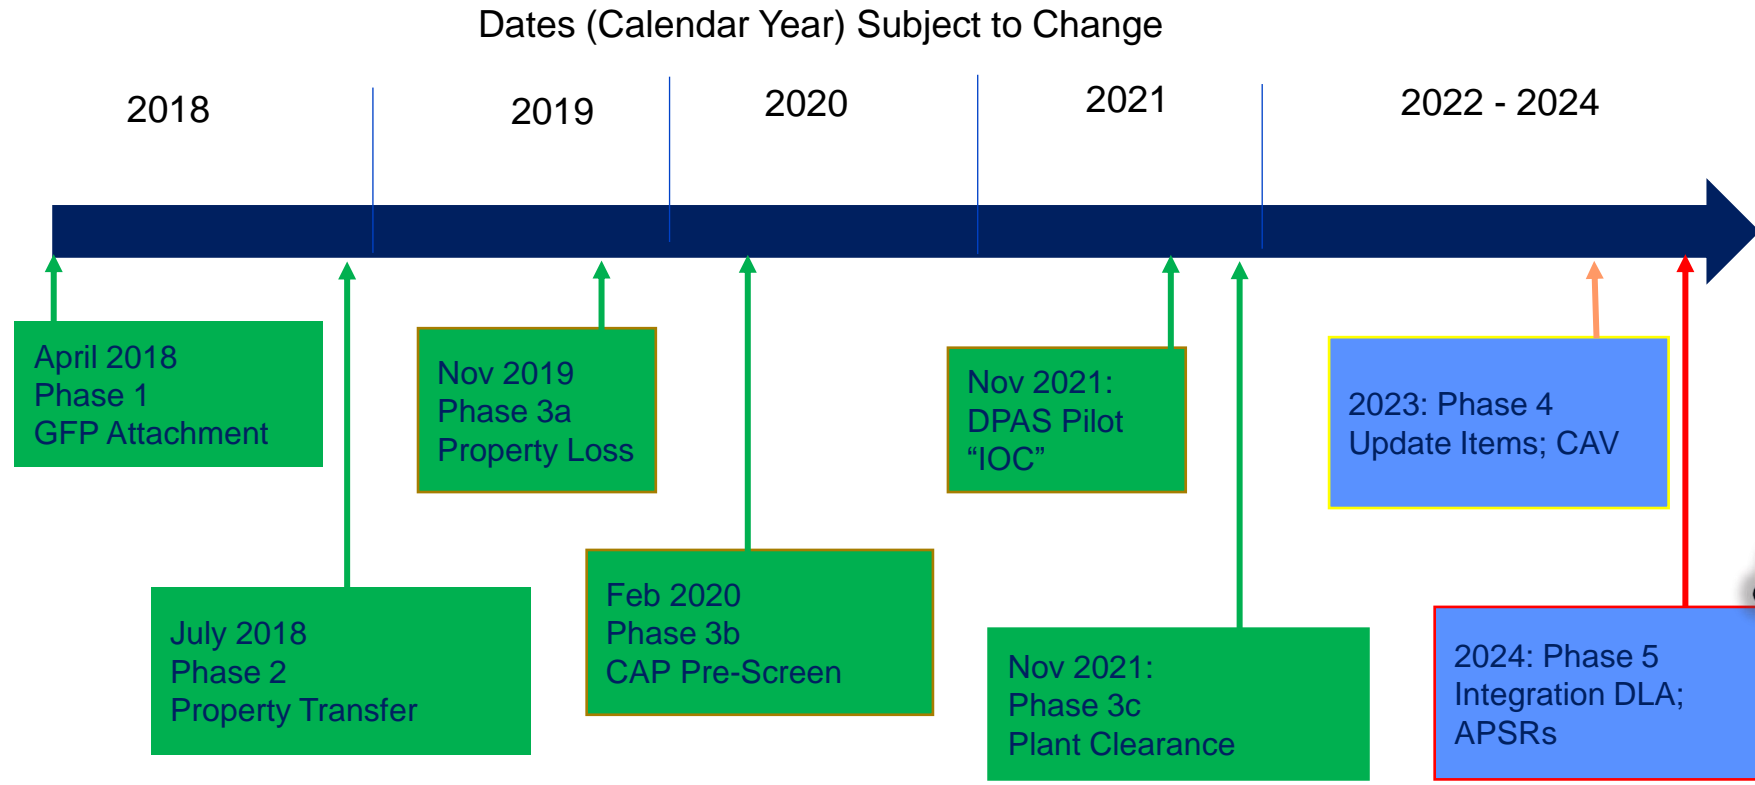 Dates (Calendar Year) Subject to Change
2018
2019
2020
2021
2022 - 2024
April 2018
Phase 1
GFP Attachment
July 2018
Phase 2
Property Transfer
Nov 2019
Phase 3a
Property Loss
Feb 2020
Phase 3b
CAP Pre-Screen
Nov 2021:
DPAS Pilot
“IOC”
Nov 2021:
Phase 3c
Plant Clearance
2023: Phase 4
Update Items; CAV
2024: Phase 5
Integration DLA;
APSRs